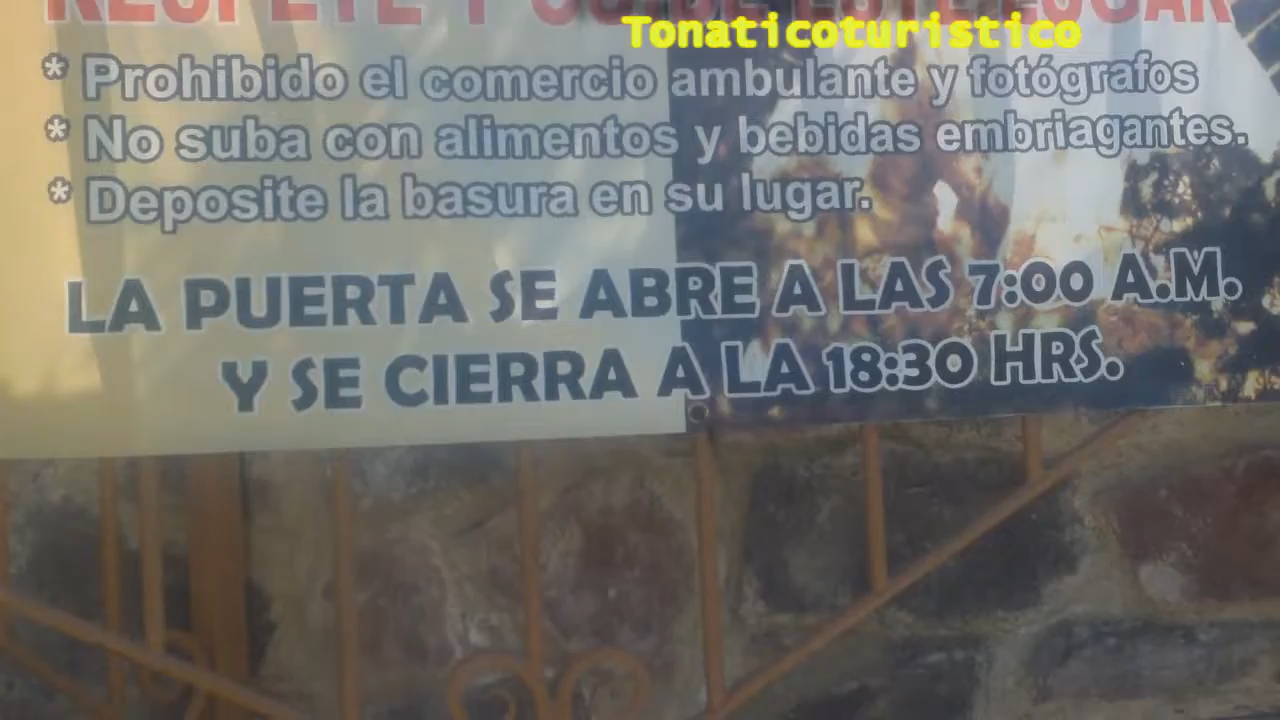 RESPETE Y CUIDE ESTE LUGAR
Tonaticoturistico
* Prohibido el comercio ambulante y fotógrafos
* No suba con alimentos y bebidas embriagantes.
* Deposite la basura en su lugar.
LA PUERTA SE ABRE A LAS 7:00 A.M.
Y SE CIERRA A LA 18:30 HRS.